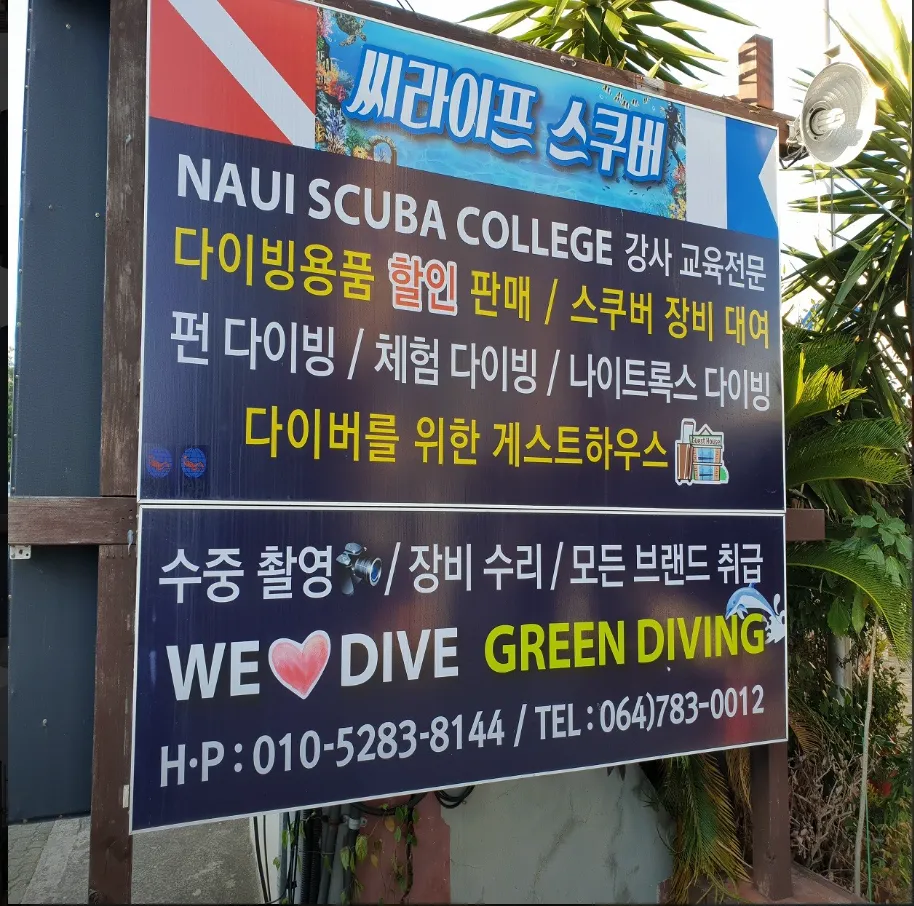 씨라이프 스쿠버
NAUI SCUBA COLLEGE 강사 교육전문
다이빙용품 할인 판매 / 스쿠버 장비 대여
펀 다이빙 / 체험 다이빙 / 나이트록스 다이빙
다이버를 위한 게스트하우스
Guest House
수중 촬영 / 장비 수리 / 모든 브랜드 취급
WE DIVE GREEN DIVING
H·P : 010-5283-8144 / TEL : 064)783-0012